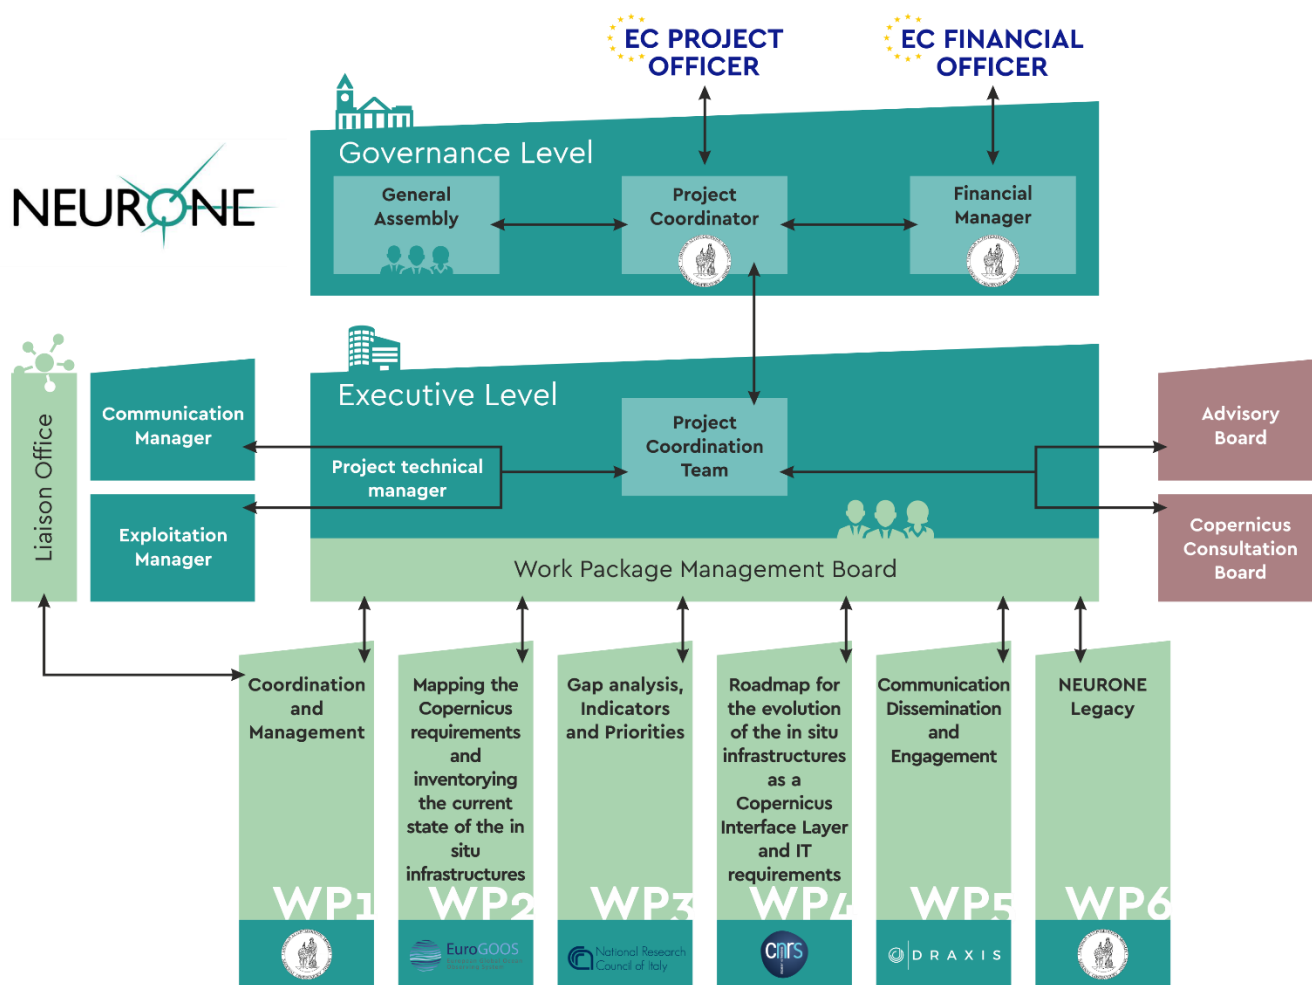 EC PROJECT
OFFICER
EC FINANCIAL
OFFICER
NEURONE
Governance Level
General
Assembly
Project
Coordinator
Financial
Manager
Executive Level
Liaison Office
Communication
Manager
Exploitation
Manager
Project technical
manager
Project
Coordination
Team
Advisory
Board
Copernicus
Consultation
Board
Work Package Management Board
Coordination
and
Management
WP1
Mapping the
Copernicus
requirements
and
inventorying
the current
state of the in
situ
infrastructures
WP2
EuroGOOS
Gap analysis,
Indicators
and Priorities
WP3
National Research
Council of Italy
Roadmap for
the evolution
of the in situ
infrastructures
as a
Copernicus
Interface Layer
and IT
requirements
WP4
cnrs
Communication
Dissemination
and
Engagement
WP5
DRAXIS
NEURONE
Legacy
WP6